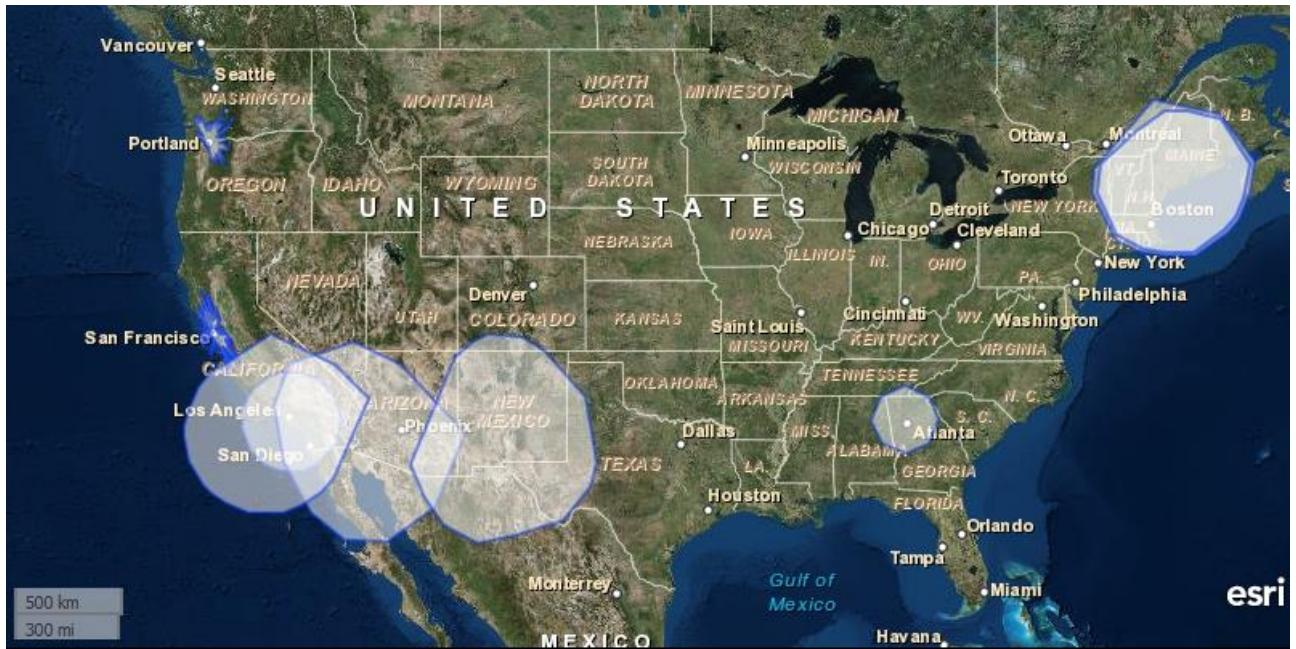 Vancouver
Seattle
WASHINGTON
MONTANA
NORTH
DAKOTA
MINNESOTA
MICHIGAN
Ottawa
Montréal
N. B.
Portland
OREGON
IDAHO
WYOMING
SOUTH
DAKOTA
Minneapolis
WISCONSIN
Toronto
NEW YORK
VT.
MAINE
N.H.
UNITED STATES
NEBRASKA
IOWA
Chicago
Detroit
Cleveland
Boston
NEVADA
UTAH
Denver
COLORADO
KANSAS
ILLINOIS
IN.
OHIO
PA.
New York
Philadelphia
San Francisco
Saint Louis
MISSOURI
Cincinnati
KENTUCKY
WV.
Washington
VIRGINIA
CALIFORNIA
OKLAHOMA
ARKANSAS
TENNESSEE
N. C.
Los Angeles
ARIZONA
Phoenix
NEW
MEXICO
Dallas
MISS.
S. C.
Atlanta
San Diego
TEXAS
LA.
ALABAMA
GEORGIA
Houston
FLORIDA
Orlando
Tampa
Monterrey
Gulf of
Mexico
Miami
esri
500 km
300 mi
MEXICO
Havana